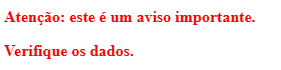 Atenção: este é um aviso importante.
Verifique os dados.